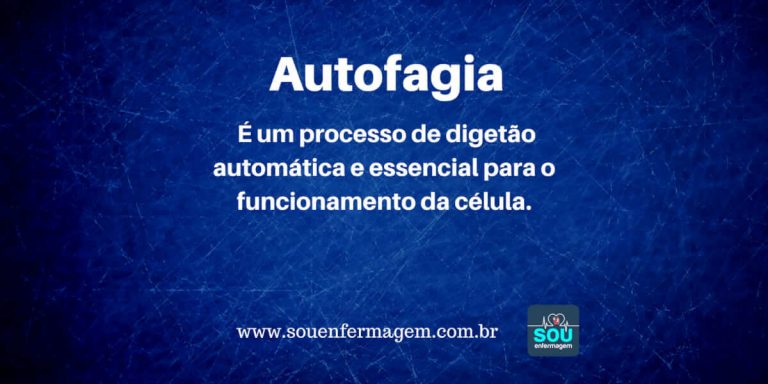 Autofagia
É um processo de digetão
automática e essencial para o
funcionamento da célula.
www.souenfermagem.com.br
SOU
enfermagem